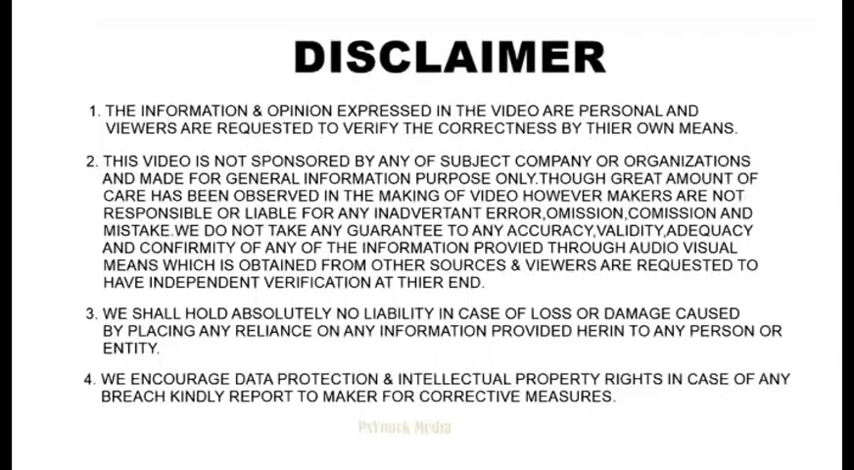 DISCLAIMER
1. THE INFORMATION & OPINION EXPRESSED IN THE VIDEO ARE PERSONAL AND
VIEWERS ARE REQUESTED TO VERIFY THE CORRECTNESS BY THIER OWN MEANS.
2. THIS VIDEO IS NOT SPONSORED BY ANY OF SUBJECT COMPANY OR ORGANIZATIONS
AND MADE FOR GENERAL INFORMATION PURPOSE ONLY.THOUGH GREAT AMOUNT OF
CARE HAS BEEN OBSERVED IN THE MAKING OF VIDEO HOWEVER MAKERS ARE NOT
RESPONSIBLE OR LIABLE FOR ANY INADVERTANT ERROR,OMISSION,COMISSION AND
MISTAKE.WE DO NOT TAKE ANY GUARANTEE TO ANY ACCURACY,VALIDITY,ADEQUACY
AND CONFIRMITY OF ANY OF THE INFORMATION PROVIED THROUGH AUDIO VISUAL
MEANS WHICH IS OBTAINED FROM OTHER SOURCES & VIEWERS ARE REQUESTED TO
HAVE INDEPENDENT VERIFICATION AT THIER END.
3. WE SHALL HOLD ABSOLUTELY NO LIABILITY IN CASE OF LOSS OR DAMAGE CAUSED
BY PLACING ANY RELIANCE ON ANY INFORMATION PROVIDED HERIN TO ANY PERSON OR
ENTITY.
4. WE ENCOURAGE DATA PROTECTION & INTELLECTUAL PROPERTY RIGHTS IN CASE OF ANY
BREACH KINDLY REPORT TO MAKER FOR CORRECTIVE MEASURES.
Media